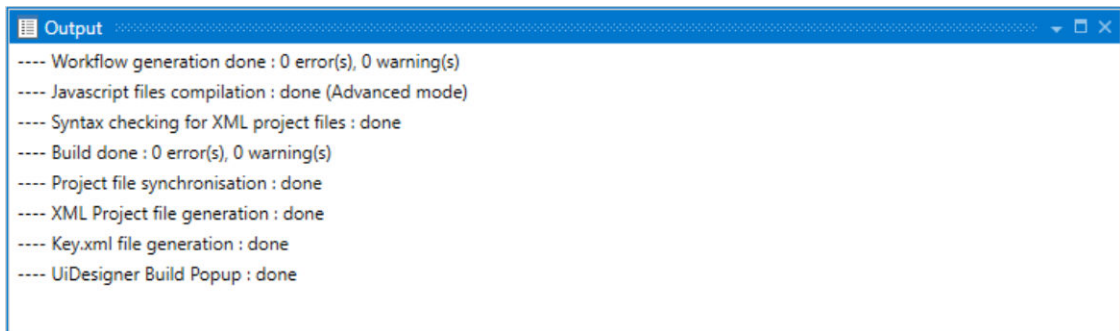 Output
---- Workflow generation done : 0 error(s), 0 warning(s)
---- Javascript files compilation : done (Advanced mode)
---- Syntax checking for XML project files : done
---- Build done : 0 error(s), 0 warning(s)
---- Project file synchronisation : done
---- XML Project file generation : done
---- Key.xml file generation : done
---- UiDesigner Build Popup : done